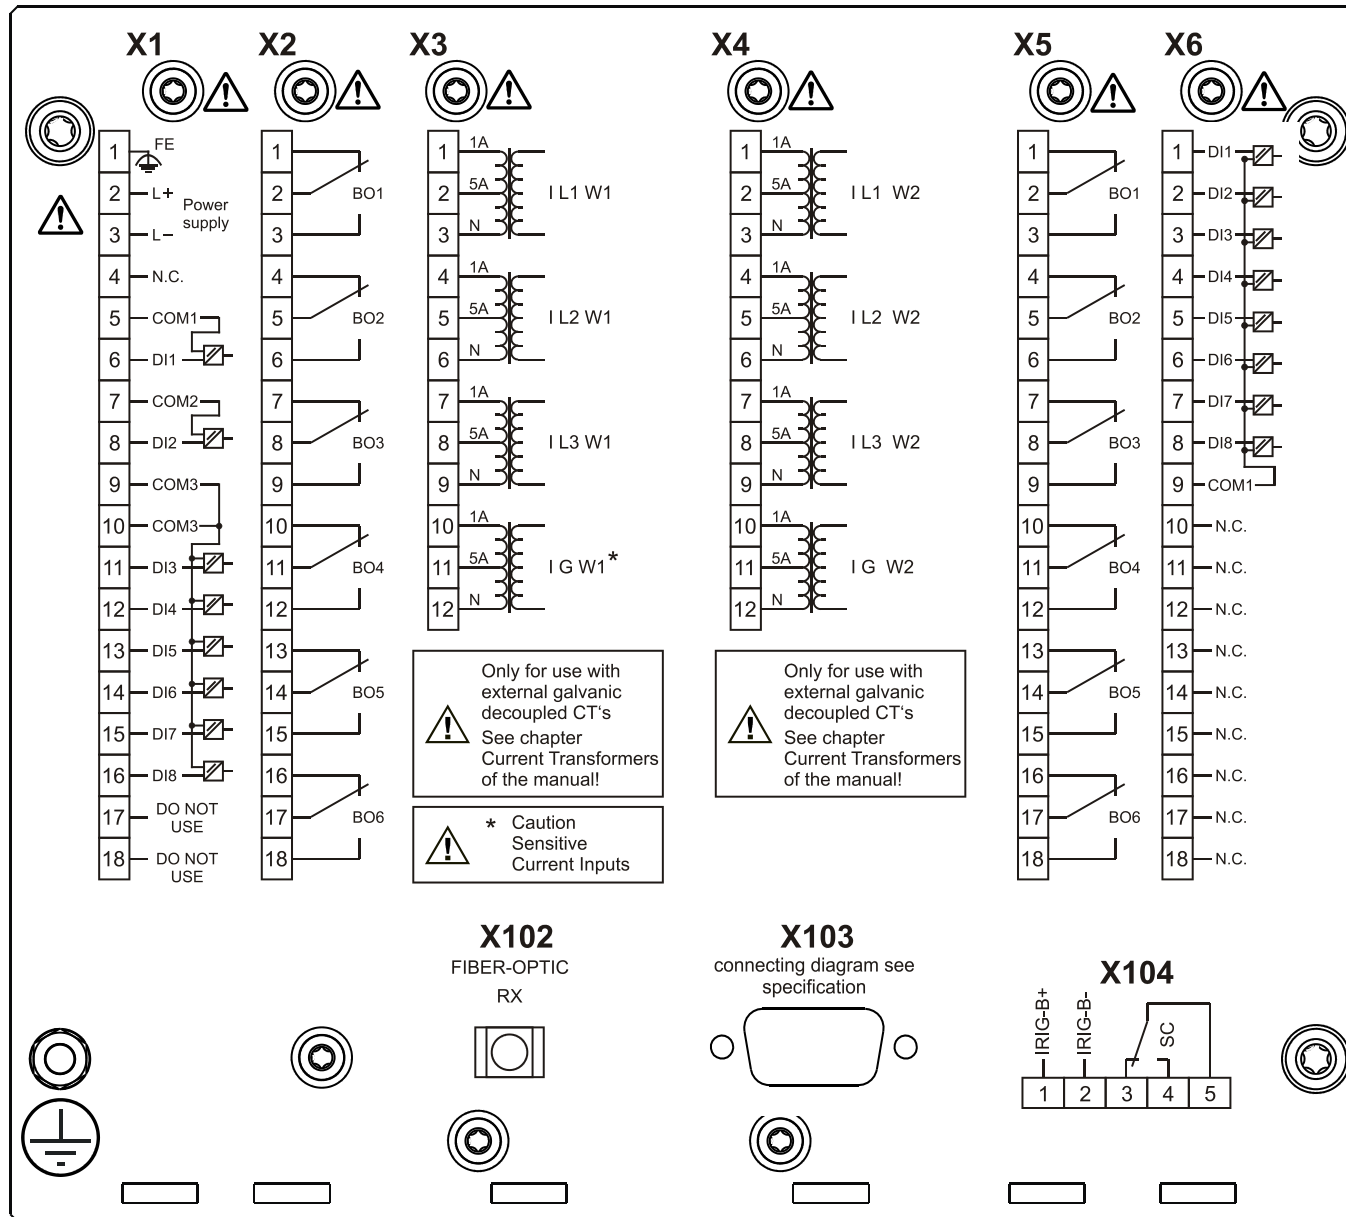 X1 X2 X3 X4 X5 X6
1 FE
2 L+
Power
supply
3 L–
4 N.C.
5 COM1
6 DI1
7 COM2
8 DI2
9 COM3
10 COM3
11 DI3
12 DI4
13 DI5
14 DI6
15 DI7
16 DI8
17 DO NOT
USE
18 DO NOT
USE
1
2 BO1
3
4
5 BO2
6
7
8 BO3
9
10
11 BO4
12
13
14 BO5
15
16
17 BO6
18
1 1A
2 5A I L1 W1
3 N
4 1A
5 5A I L2 W1
6 N
7 1A
8 5A I L3 W1
9 N
10 1A
11 5A I G W1*
12 N
Only for use with
external galvanic
decoupled CT‘s
See chapter
Current Transformers
of the manual!
* Caution
Sensitive
Current Inputs
1 1A
2 5A I L1 W2
3 N
4 1A
5 5A I L2 W2
6 N
7 1A
8 5A I L3 W2
9 N
10 1A
11 5A I G W2
12 N
Only for use with
external galvanic
decoupled CT‘s
See chapter
Current Transformers
of the manual!
1
2 BO1
3
4
5 BO2
6
7
8 BO3
9
10
11 BO4
12
13
14 BO5
15
16
17 BO6
18
1 DI1
2 DI2
3 DI3
4 DI4
5 DI5
6 DI6
7 DI7
8 DI8
9 COM1
10 N.C.
11 N.C.
12 N.C.
13 N.C.
14 N.C.
15 N.C.
16 N.C.
17 N.C.
18 N.C.
X102
FIBER-OPTIC
RX
X103
connecting diagram see
specification
X104
IRIG-B+
IRIG-B-
SC
1 2 3 4 5